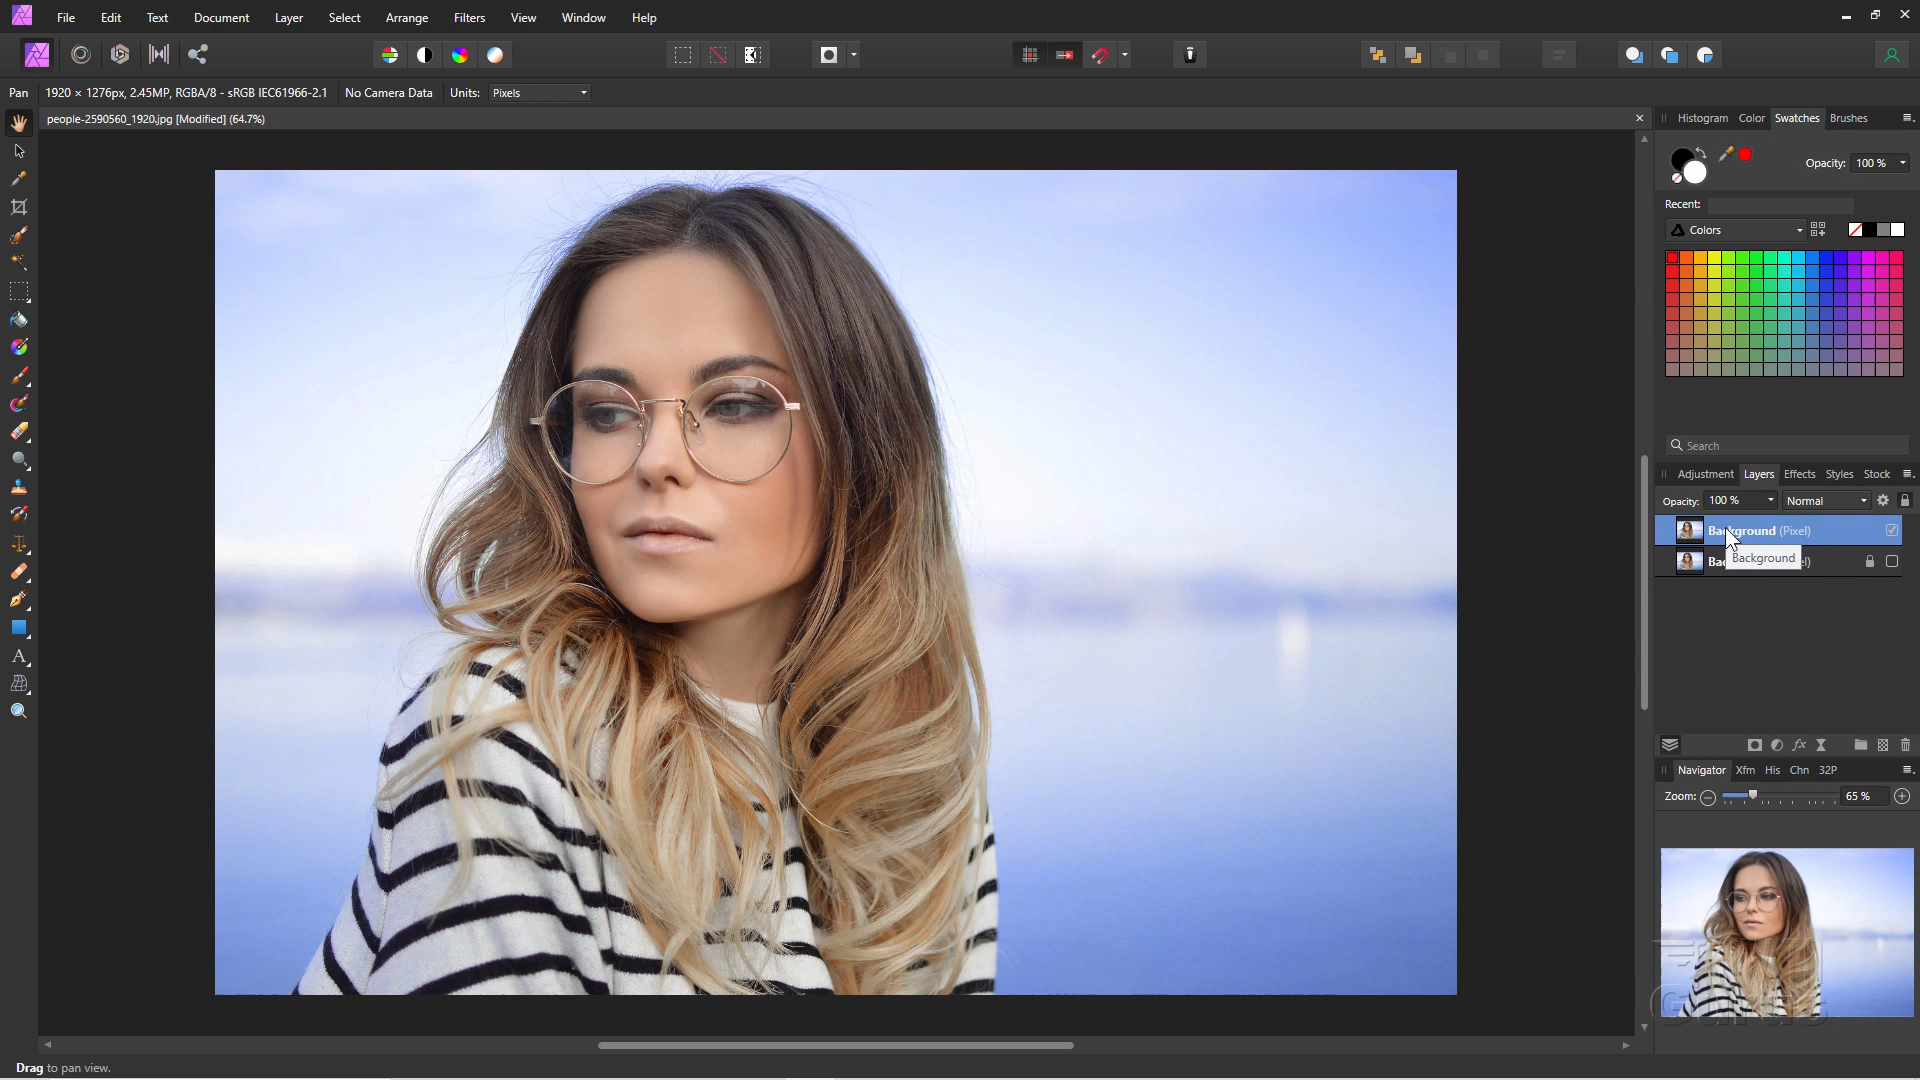 File Edit Text Document Layer Select Arrange Filters View Window Help
Pan 1920 × 1276px, 2.45MP, RGBA/8 - sRGB IEC61966-2.1 No Camera Data Units: Pixels
people-2590560_1920.jpg [Modified] (64.7%)
Histogram Color Swatches Brushes
Opacity: 100 %
Recent:
Colors
Search
Adjustment Layers Effects Styles Stock
Opacity: 100 % Normal
Background (Pixel)
Background
Navigator Xfm His Chn 32P
Zoom: 65 %
Drag to pan view.